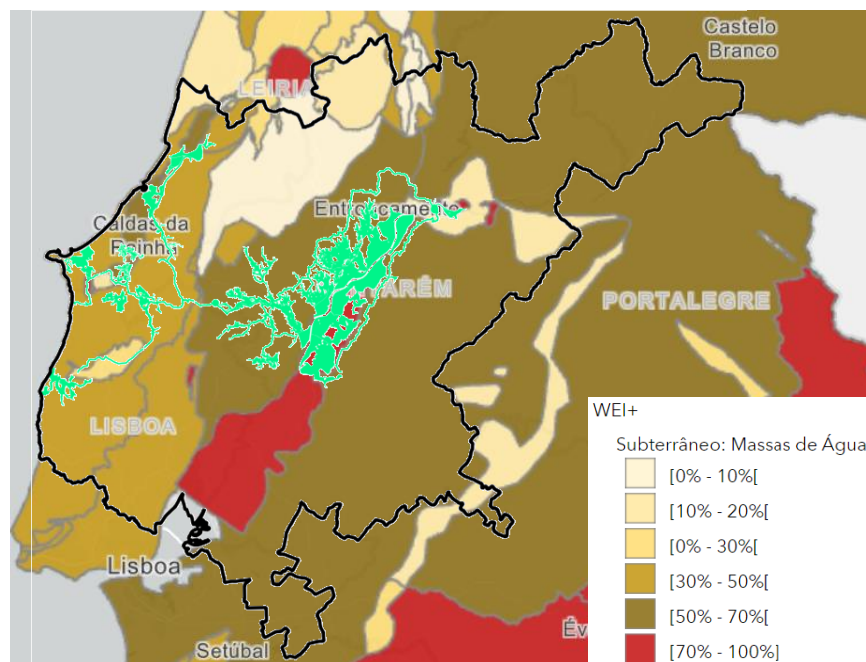 Castelo
Branco
LEIRIA
Caldas da
Rainha
Entroncamento
ARÉM
PORTALEGRE
LISBOA
Lisboa
Setúbal
Év
WEI+
Subterrâneo: Massas de Água
[0% - 10%[
[10% - 20%[
[0% - 30%[
[30% - 50%[
[50% - 70%[
[70% - 100%]